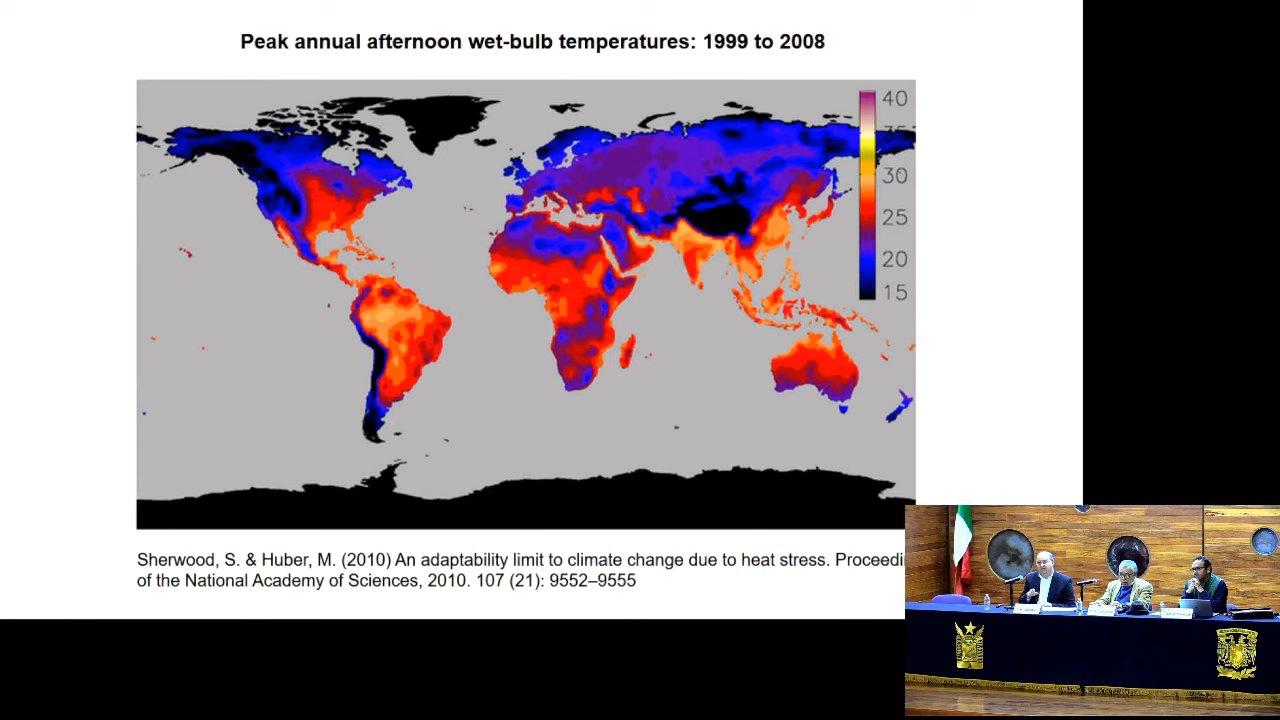 Peak annual afternoon wet-bulb temperatures: 1999 to 2008
40
35
30
25
20
15
Sherwood, S. & Huber, M. (2010) An adaptability limit to climate change due to heat stress. Proceedi
of the National Academy of Sciences, 2010. 107 (21): 9552–9555